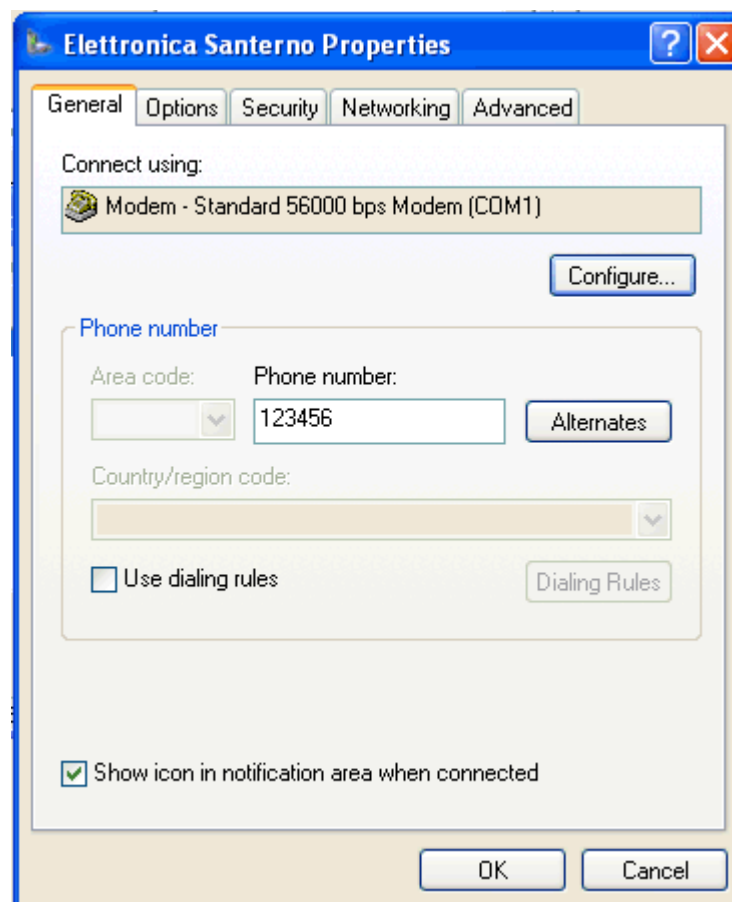 Elettronica Santerno Properties
General Options Security Networking Advanced
Connect using:
Modem - Standard 56000 bps Modem (COM1)
Configure...
Phone number
Area code: Phone number:
123456 Alternates
Country/region code:
Use dialing rules Dialing Rules
Show icon in notification area when connected
OK Cancel